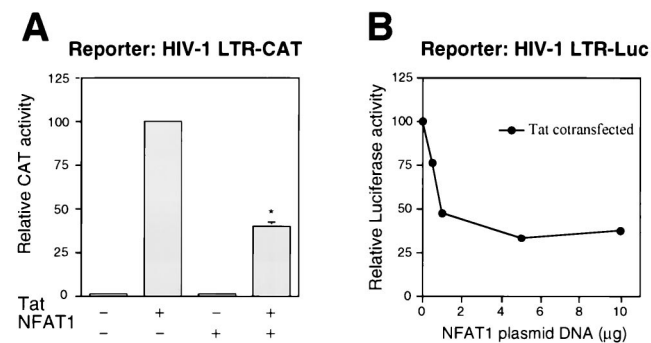 A
Reporter: HIV-1 LTR-CAT
Relative CAT activity
125
100
75
50
25
0
*
Tat - + - +
NFAT1 - - + +
B
Reporter: HIV-1 LTR-Luc
Relative Luciferase activity
125
100
75
50
25
0
Tat cotransfected
0 2 4 6 8 10
NFAT1 plasmid DNA (µg)